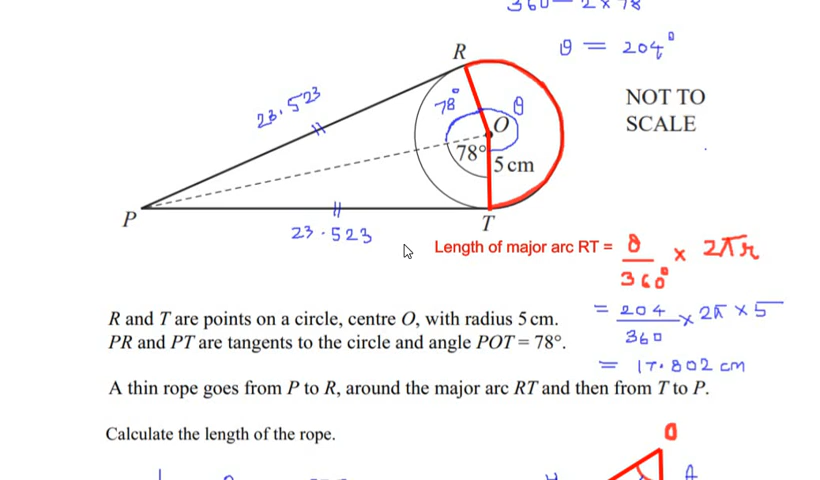 360 − 2 × 78
θ = 204°
R
23.523
78°
θ
NOT TO
SCALE
O
78°
5 cm
P
T
23.523
Length of major arc RT = θ/360° × 2πr
= 204/360 × 2π × 5
= 17.802 cm
R and T are points on a circle, centre O, with radius 5 cm.
PR and PT are tangents to the circle and angle POT = 78°.
A thin rope goes from P to R, around the major arc RT and then from T to P.
Calculate the length of the rope.
O
H
A